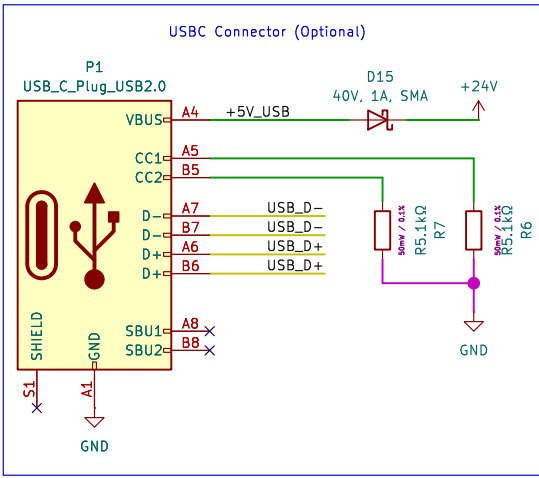 USBC Connector (Optional)
P1
USB_C_Plug_USB2.0
D15
40V, 1A, SMA
+24V
VBUS
A4
+5V_USB
CC1
A5
CC2
B5
D-
A7
USB_D-
D-
B7
USB_D-
D+
A6
USB_D+
D+
B6
USB_D+
50mW / 0.1%
R5.1kΩ
R7
50mW / 0.1%
R5.1kΩ
R6
SBU1
A8
SBU2
B8
SHIELD
GND
S1
A1
GND
GND